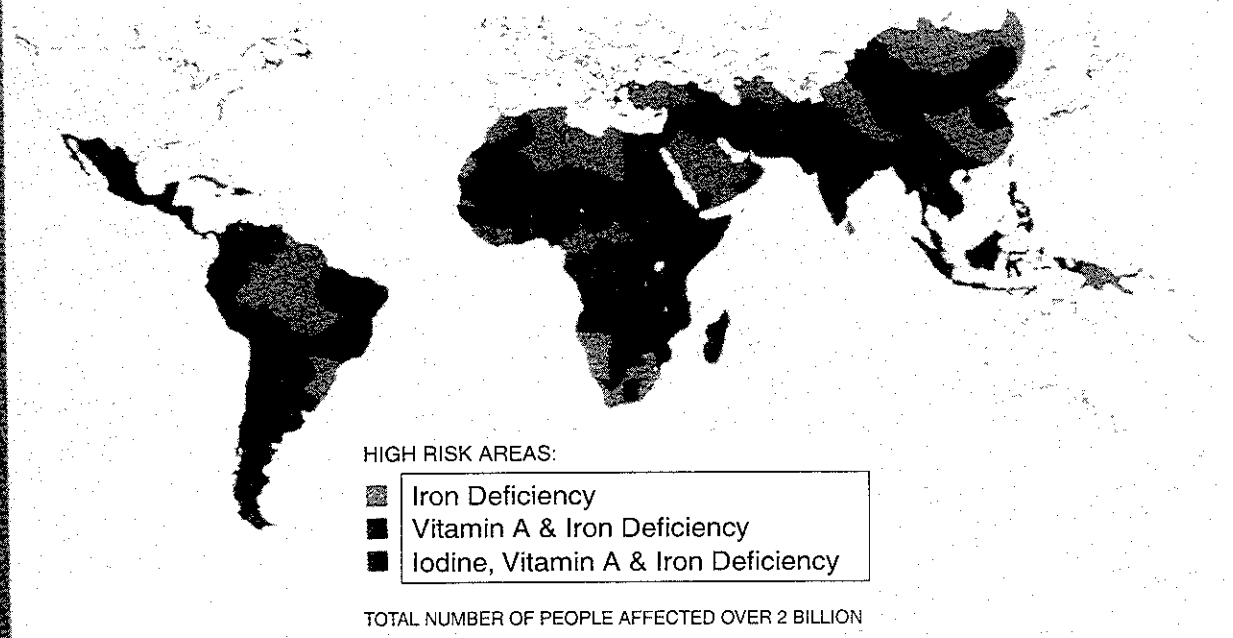 HIGH RISK AREAS:
Iron Deficiency
Vitamin A & Iron Deficiency
Iodine, Vitamin A & Iron Deficiency
TOTAL NUMBER OF PEOPLE AFFECTED OVER 2 BILLION